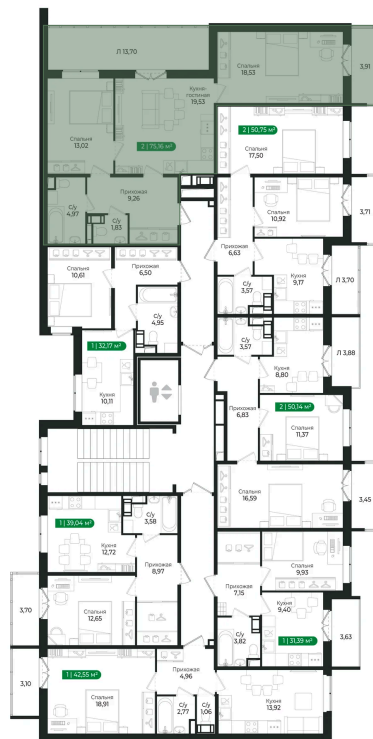 Л 13,70
Спальня
18,53
3,91
Кухня-
гостиная
19,53
Спальня
13,02
2 | 75,16 м²
2 | 50,75 м²
Спальня
17,50
Прихожая
9,26
С/у
4,97
С/у
1,83
Спальня
10,92
3,71
Прихожая
6,63
Спальня
10,61
Прихожая
6,50
Кухня
9,17
Л 3,70
С/у
3,57
С/у
4,95
1 | 32,17 м²
С/у
3,57
Л 3,88
Кухня
8,80
Кухня
10,11
Прихожая
6,83
2 | 50,14 м²
Спальня
11,37
Спальня
16,59
3,45
1 | 39,04 м²
С/у
3,58
Кухня
12,72
Прихожая
8,97
Спальня
9,93
Прихожая
7,15
Кухня
9,40
3,70
Спальня
12,65
С/у
3,82
1 | 31,39 м²
3,63
3,10
1 | 42,55 м²
Спальня
18,91
Прихожая
4,96
С/у
2,77
С/у
1,06
Кухня
13,92